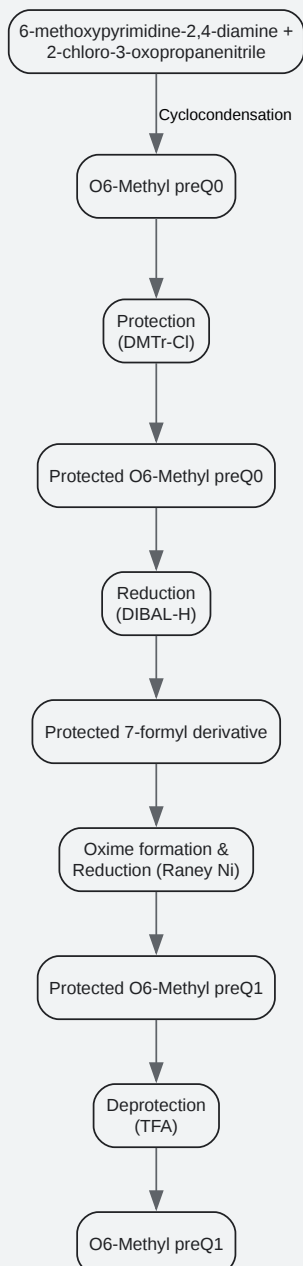 6-methoxypyrimidine-2,4-diamine +
2-chloro-3-oxopropanenitrile
Cyclocondensation
O6-Methyl preQ0
Protection
(DMTr-Cl)
Protected O6-Methyl preQ0
Reduction
(DIBAL-H)
Protected 7-formyl derivative
Oxime formation &
Reduction (Raney Ni)
Protected O6-Methyl preQ1
Deprotection
(TFA)
O6-Methyl preQ1